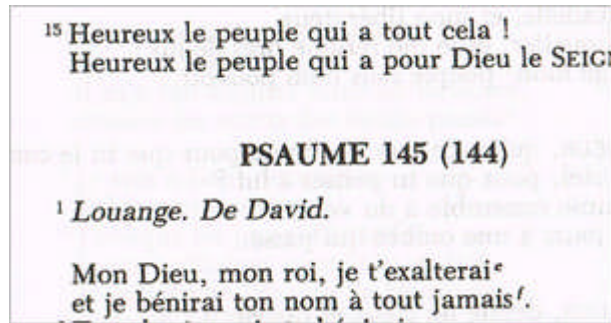 15 Heureux le peuple qui a tout cela !
Heureux le peuple qui a pour Dieu le
PSAUME 145 (144)
1 Louange. De David.
Mon Dieu, mon roi, je t'exalterai e
et je bénirai ton nom à tout jamais f.